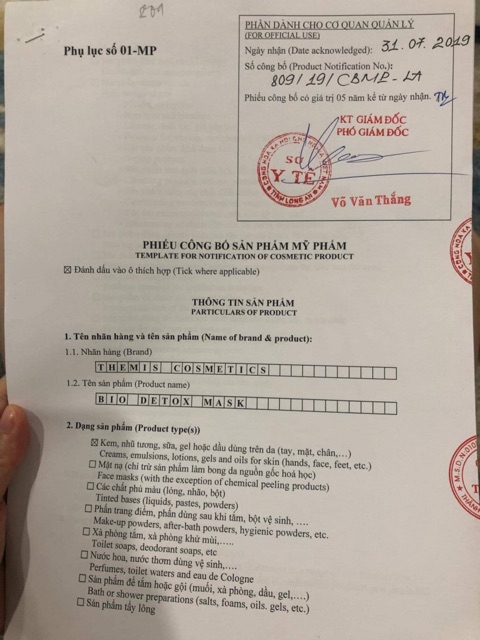 Phụ lục số 01-MP
PHẦN DÀNH CHO CƠ QUAN QUẢN LÝ
(FOR OFFICIAL USE)
Ngày nhận (Date acknowledged): 31.07.2019
Số công bố (Product Notification No.):
809/19/CBMP-LA
Phiếu công bố có giá trị 05 năm kể từ ngày nhận.
KT GIÁM ĐỐC
PHÓ GIÁM ĐỐC
SỞ
Y TẾ
TỈNH LONG AN
Võ Văn Thắng
PHIẾU CÔNG BỐ SẢN PHẨM MỸ PHẨM
TEMPLATE FOR NOTIFICATION OF COSMETIC PRODUCT
☒ Đánh dấu vào ô thích hợp (Tick where applicable)
THÔNG TIN SẢN PHẨM
PARTICULARS OF PRODUCT
1. Tên nhãn hàng và tên sản phẩm (Name of brand & product):
1.1. Nhãn hàng (Brand)
THEMIS COSMETICS
1.2. Tên sản phẩm (Product name)
BIO DETOX MASK
2. Dạng sản phẩm (Product type(s))
☒ Kem, nhũ tương, sữa, gel hoặc dầu dùng trên da (tay, mặt, chân,…)
Creams, emulsions, lotions, gels and oils for skin (hands, face, feet, etc.)
☐ Mặt nạ (chỉ trừ sản phẩm làm bong da nguồn gốc hoá học)
Face masks (with the exception of chemical peeling products)
☐ Các chất phủ màu (lỏng, nhão, bột)
Tinted bases (liquids, pastes, powders)
☐ Phấn trang điểm, phấn dùng sau khi tắm, bột vệ sinh, ….
Make-up powders, after-bath powders, hygienic powders, etc.
☐ Xà phòng tắm, xà phòng khử mùi,…..
Toilet soaps, deodorant soaps, etc
☐ Nước hoa, nước thơm dùng vệ sinh,….
Perfumes, toilet waters and eau de Cologne
☐ Sản phẩm để tắm hoặc gội (muối, xà phòng, dầu, gel,….)
Bath or shower preparations (salts, foams, oils. gels, etc.)
☐ Sản phẩm tẩy lông